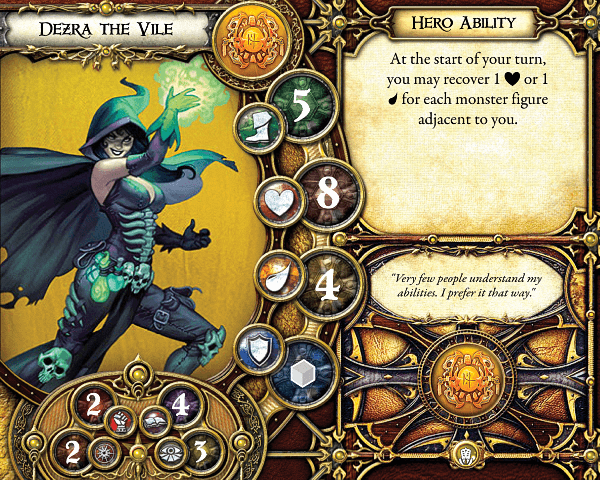 Dezra the Vile
5
8
4
2
4
2
3
Hero Ability
At the start of your turn,
you may recover 1 ♥ or 1
for each monster figure
adjacent to you.
"Very few people understand my
abilities. I prefer it that way."